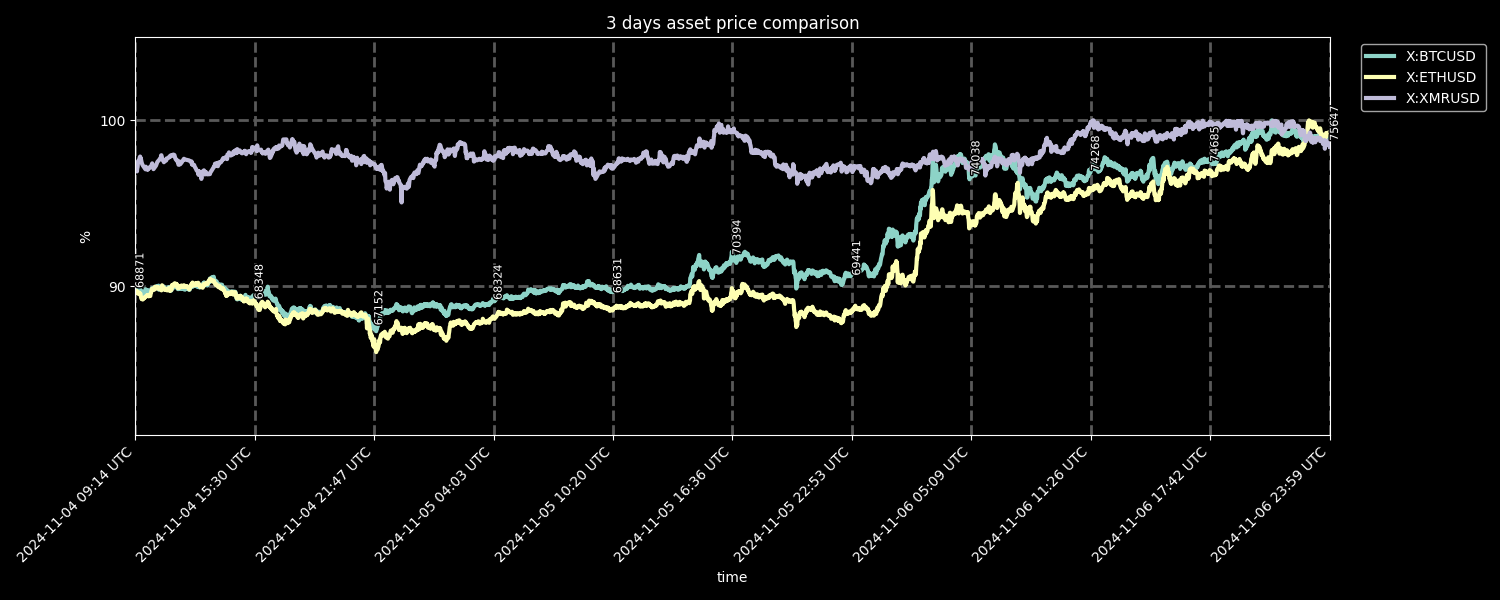 3 days asset price comparison
X:BTCUSD
X:ETHUSD
X:XMRUSD
100
90
%
68871
68348
67152
68324
68631
70394
69441
74038
74268
74685
75647
2024-11-04 09:14 UTC
2024-11-04 15:30 UTC
2024-11-04 21:47 UTC
2024-11-05 04:03 UTC
2024-11-05 10:20 UTC
2024-11-05 16:36 UTC
2024-11-05 22:53 UTC
2024-11-06 05:09 UTC
2024-11-06 11:26 UTC
2024-11-06 17:42 UTC
2024-11-06 23:59 UTC
time